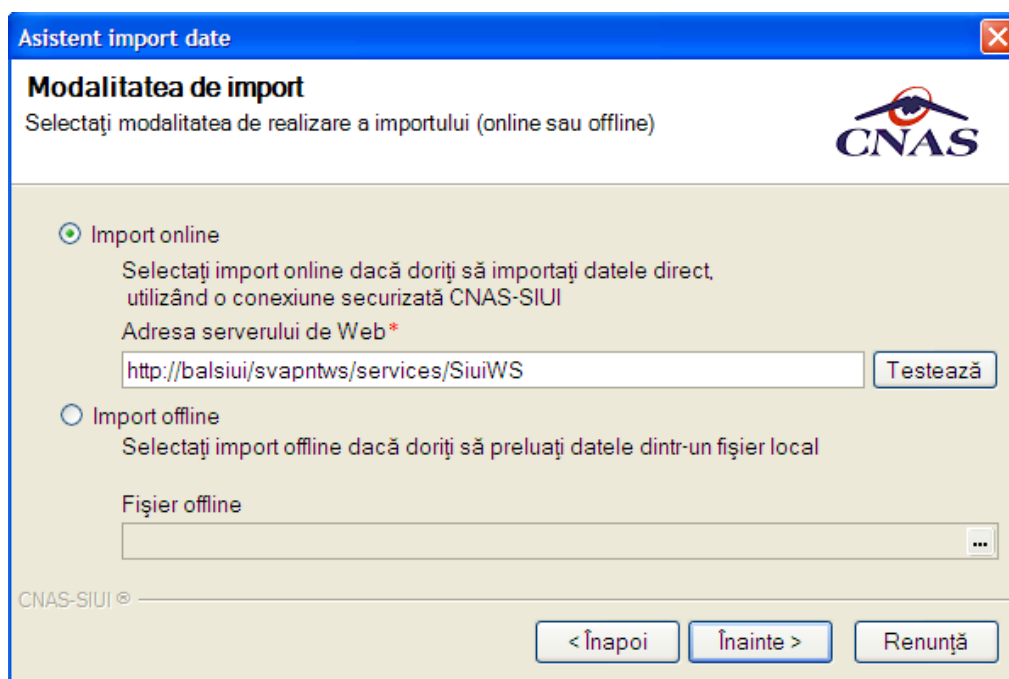 Asistent import date
Modalitatea de import
Selectaţi modalitatea de realizare a importului (online sau offline)
CNAS
Import online
Selectaţi import online dacă doriţi să importaţi datele direct,
utilizând o conexiune securizată CNAS-SIUI
Adresa serverului de Web*
http://balsiui/svapntws/services/SiuiWS
Testează
Import offline
Selectaţi import offline dacă doriţi să preluaţi datele dintr-un fişier local
Fişier offline
...
CNAS-SIUI ®
< Înapoi
Înainte >
Renunţă